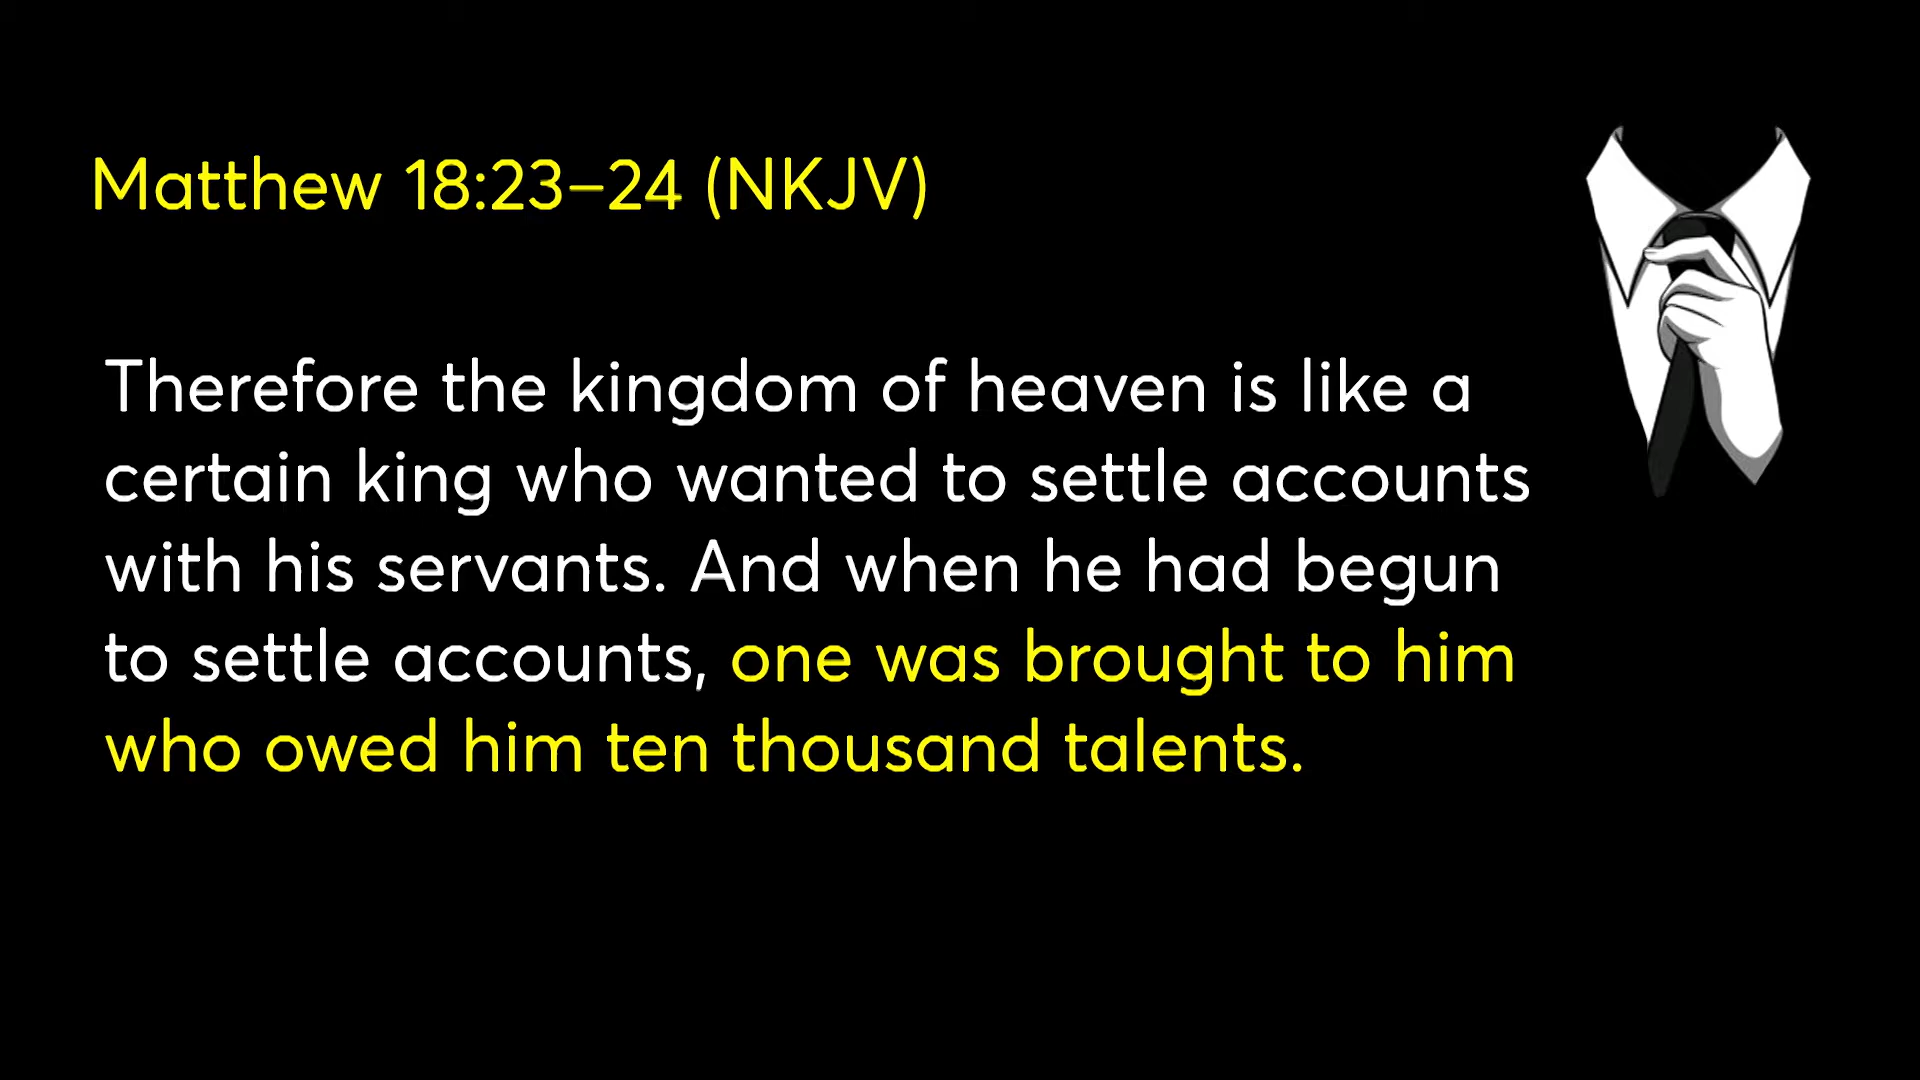 Matthew 18:23–24 (NKJV)
Therefore the kingdom of heaven is like a
certain king who wanted to settle accounts
with his servants. And when he had begun
to settle accounts, one was brought to him
who owed him ten thousand talents.